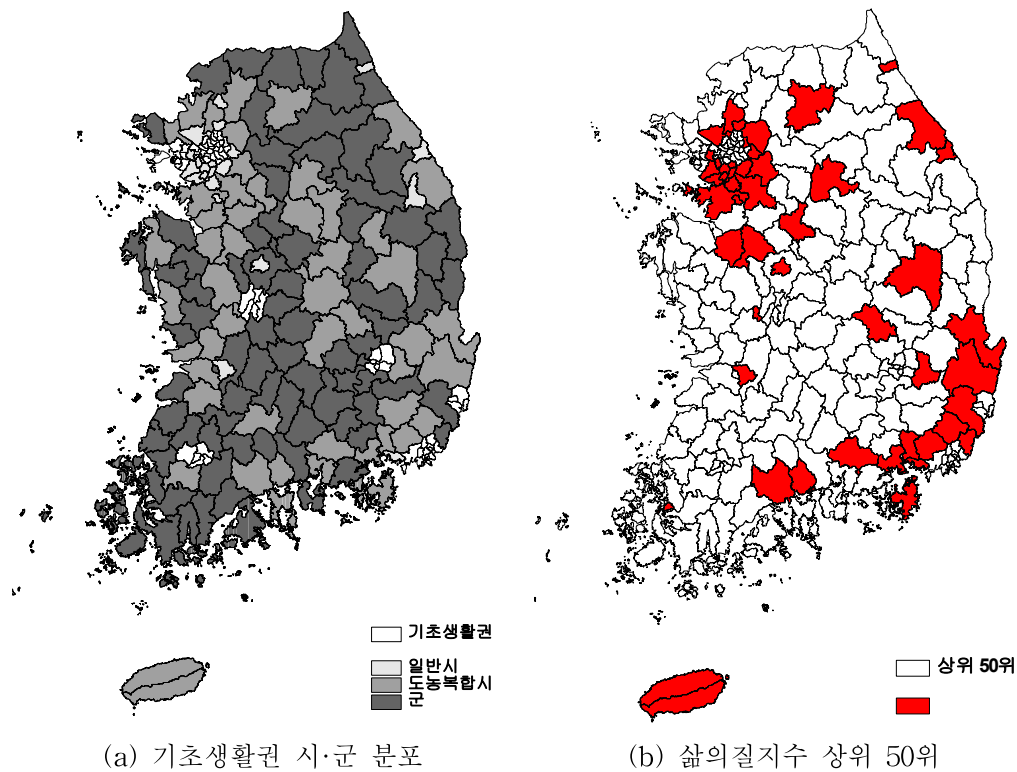 기초생활권
일반시
도농복합시
군
(a) 기초생활권 시·군 분포
상위 50위
(b) 삶의질지수 상위 50위